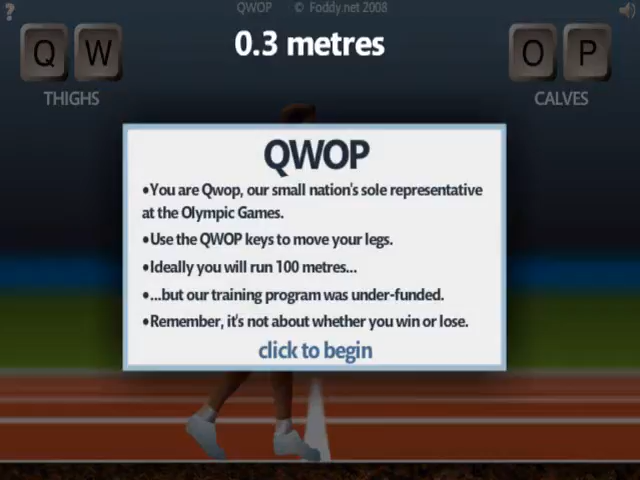 ?
QWOP © Foddy.net 2008
0.3 metres
Q W
O P
THIGHS
CALVES
QWOP
•You are Qwop, our small nation's sole representative
at the Olympic Games.
•Use the QWOP keys to move your legs.
•Ideally you will run 100 metres...
•...but our training program was under-funded.
•Remember, it's not about whether you win or lose.
click to begin